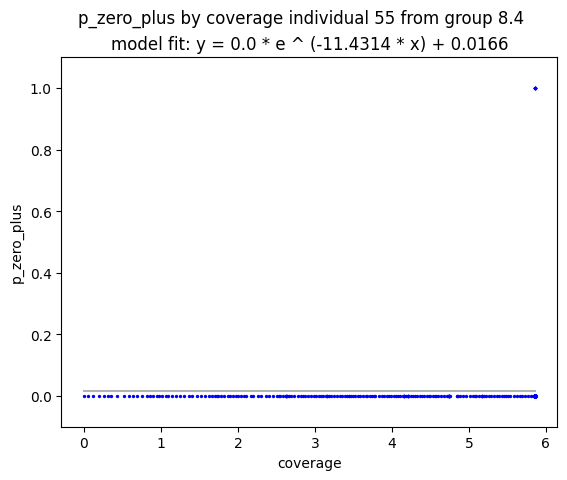 p_zero_plus by coverage individual 55 from group 8.4
model fit: y = 0.0 * e ^ (-11.4314 * x) + 0.0166
1.0
0.8
0.6
0.4
0.2
0.0
p_zero_plus
0 1 2 3 4 5 6
coverage